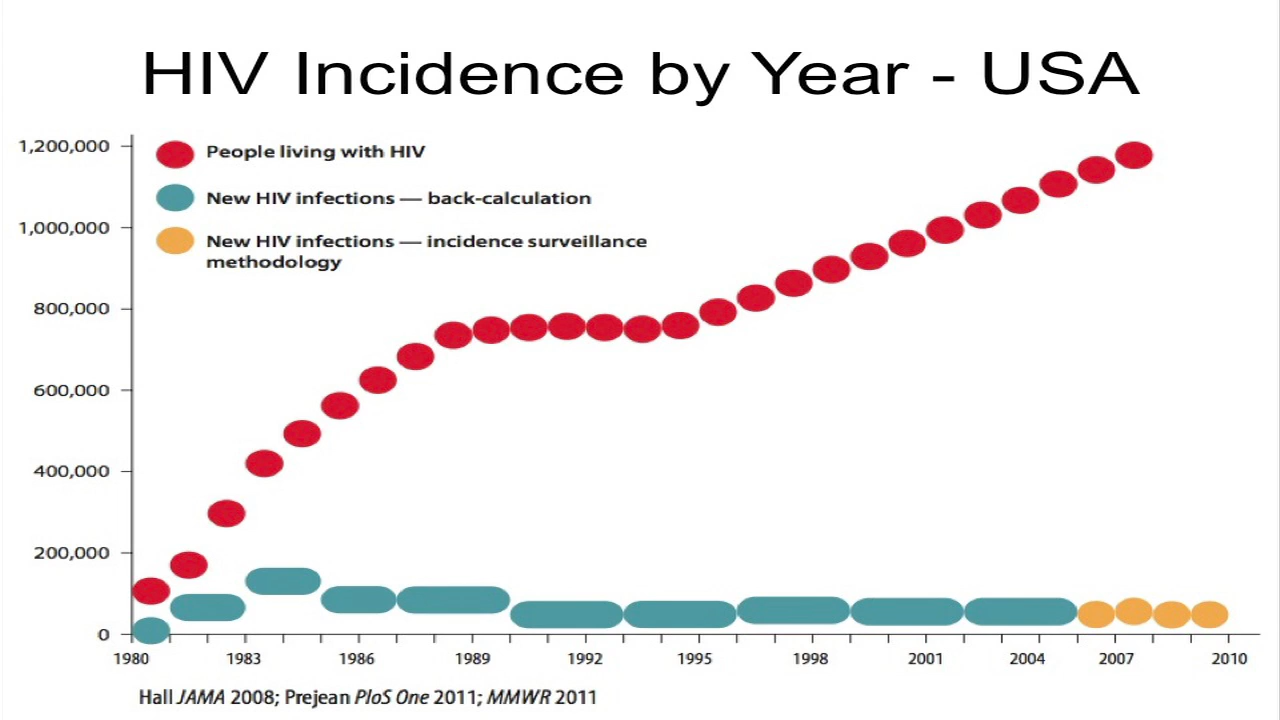 HIV Incidence by Year - USA
1,200,000
People living with HIV
New HIV infections — back-calculation
1,000,000
New HIV infections — incidence surveillance
methodology
800,000
600,000
400,000
200,000
0
1980 1983 1986 1989 1992 1995 1998 2001 2004 2007 2010
Hall JAMA 2008; Prejean PloS One 2011; MMWR 2011